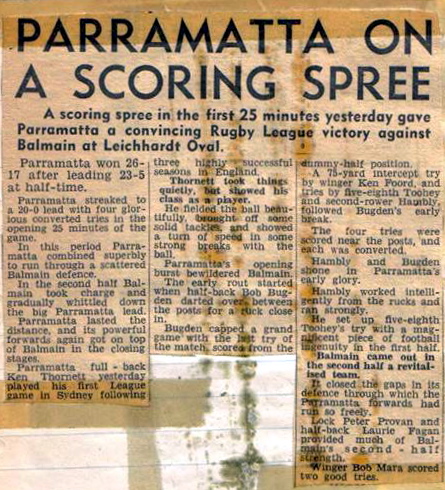 PARRAMATTA ON
A SCORING SPREE
A scoring spree in the first 25 minutes yesterday gave
Parramatta a convincing Rugby League victory against
Balmain at Leichhardt Oval.
Parramatta won 26-
17 after leading 23-5
at half-time.
Parramatta streaked to
a 20-0 lead with four glor-
ious converted tries in the
opening 25 minutes of the
game.
In this period Parra-
matta combined superbly
to run through a scattered
Balmain defence.
In the second half Bal-
main took charge and
gradually whittled down
the big Parramatta lead.
Parramatta lasted the
distance, and its powerful
forwards again got on top
of Balmain in the closing
stages.
Parramatta full-back
Ken Thornett yesterday
played his first League
game in Sydney following
three highly successful
seasons in England.
Thornett took things
quietly, but showed his
class as a player.
He fielded the ball beau-
tifully, brought off some
solid tackles, and showed
a turn of speed in some
strong breaks with the
ball.
Parramatta's opening
burst bewildered Balmain.
The early rout started
when half-back Bob Bug-
den darted over between
the posts for a ruck close
in.
Bugden capped a grand
game with the last try of
the match, scored from the
dummy-half position.
A 75-yard intercept try
by winger Ken Foord, and
tries by five-eighth Toohey
and second-rower Hambly,
followed Bugden's early
break.
The four tries were
scored near the posts, and
each was converted.
Hambly and Bugden
shone in Parramatta's
early glory.
Hambly worked intelli-
gently from the rucks and
ran strongly.
He set up five-eighth
Toohey's try with a mag-
nificent piece of football
ingenuity in the first half.
Balmain came out in
the second half a revital-
ised team.
It closed the gaps in its
defence through which the
Parramatta forwards had
run so freely.
Lock Peter Provan and
half-back Laurie Fagan
provided much of Bal-
main's second-half
strength.
Winger Bob Mara scored
two good tries.